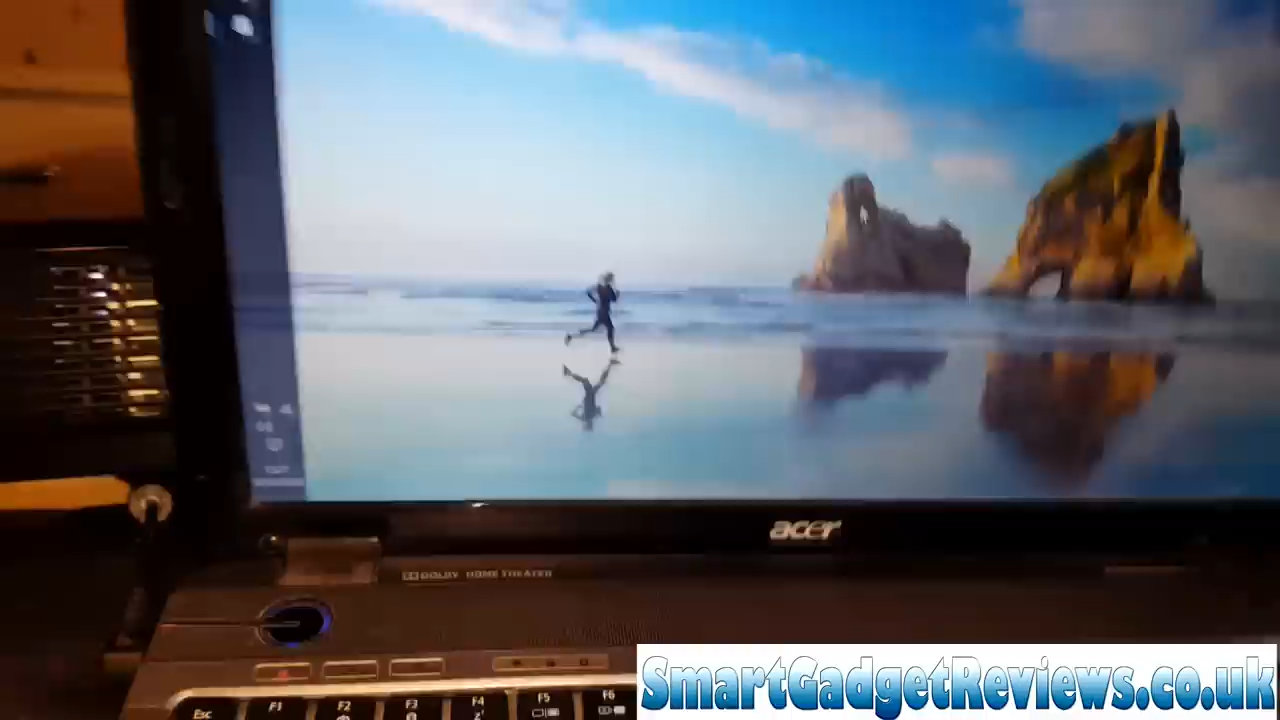 acer
DOLBY HOME THEATER
Esc F1 F2 F3 F4 F5 F6
SmartGadgetReviews.co.uk